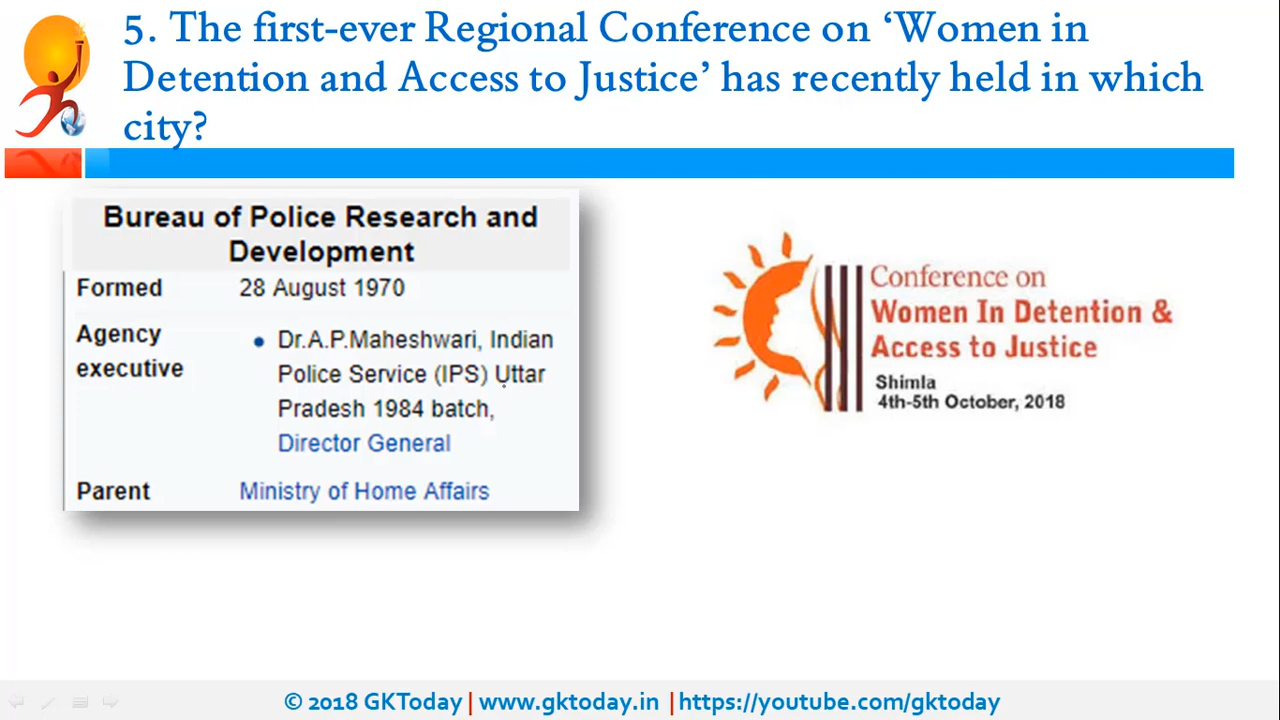 5. The first-ever Regional Conference on ‘Women in
Detention and Access to Justice’ has recently held in which
city?
Bureau of Police Research and
Development
Formed 28 August 1970
Agency executive
• Dr.A.P.Maheshwari, Indian
Police Service (IPS) Uttar
Pradesh 1984 batch,
Director General
Parent Ministry of Home Affairs
Conference on
Women In Detention &
Access to Justice
Shimla
4th-5th October, 2018
© 2018 GKToday | www.gktoday.in | https://youtube.com/gktoday